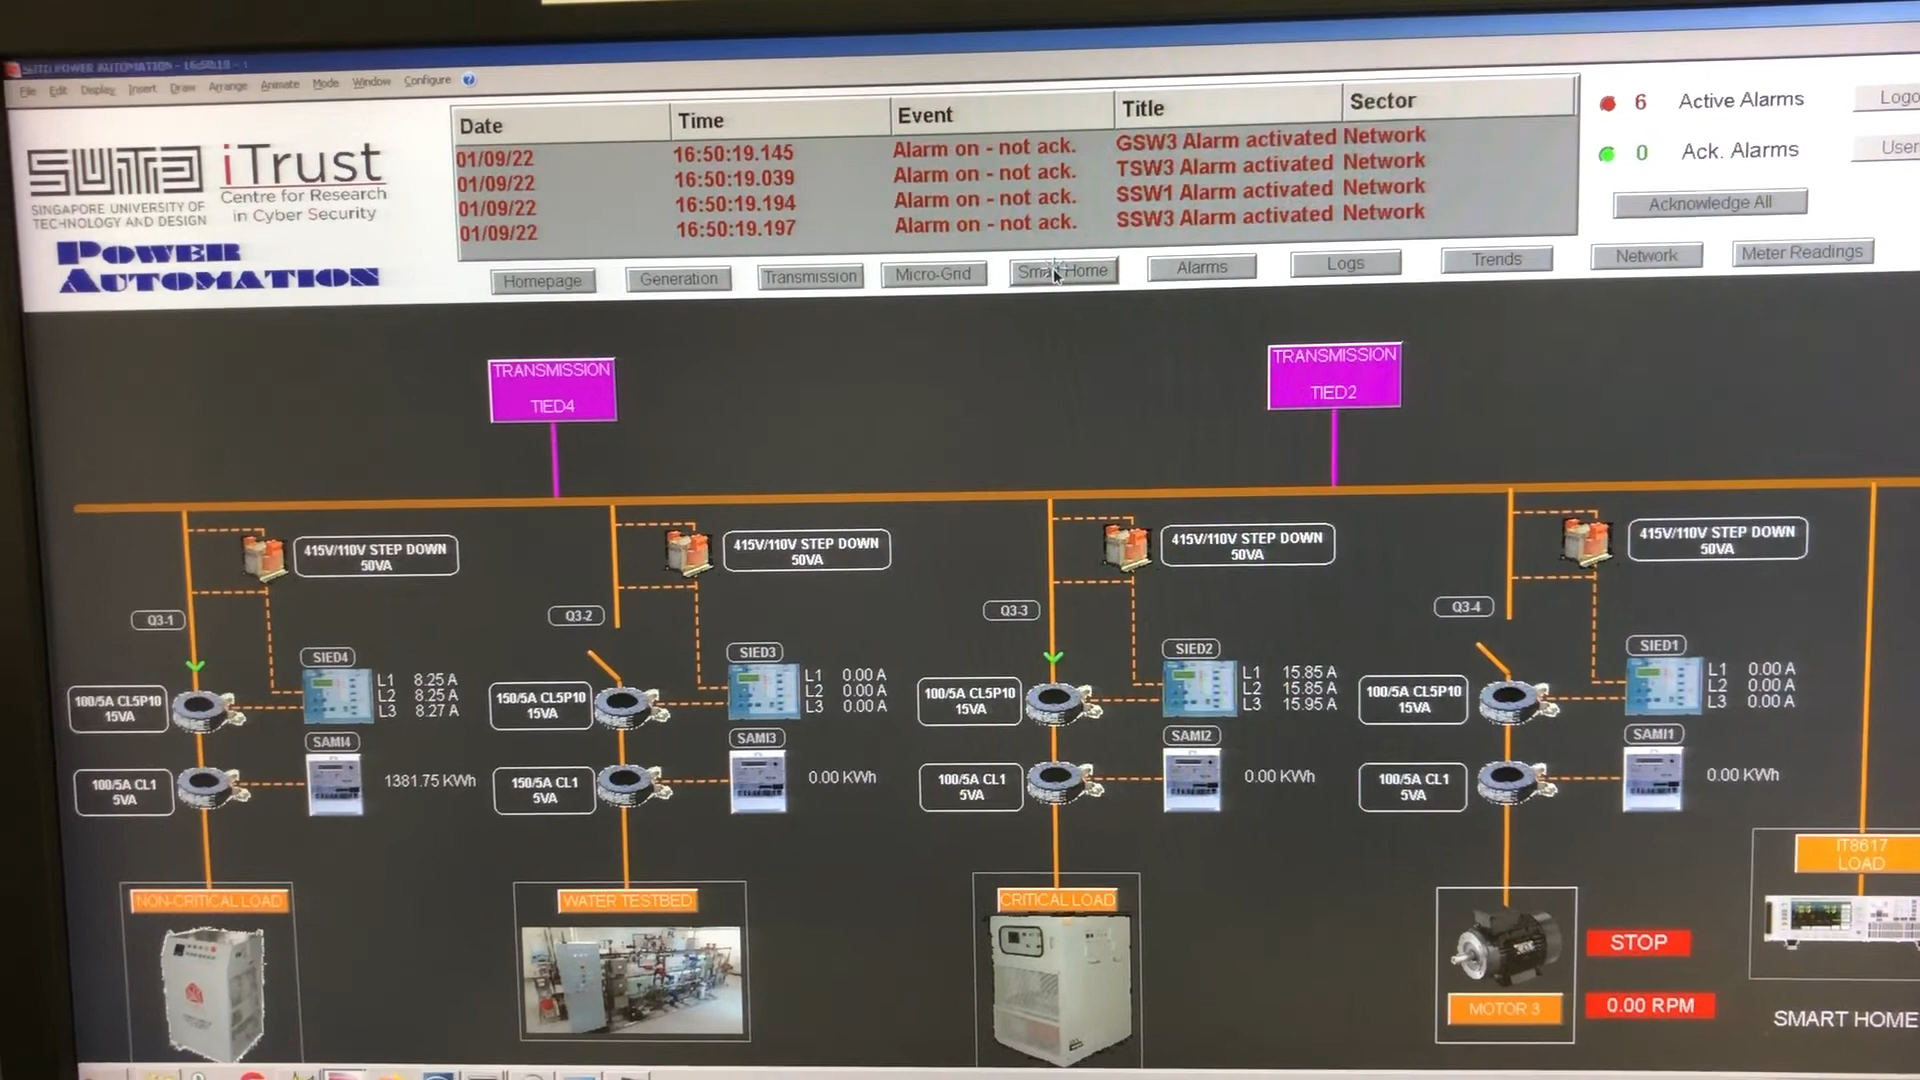 SUTD POWER AUTOMATION - 16:50:19 - 1
File Edit Display Insert Draw Arrange Animate Mode Window Configure
SUTD
SINGAPORE UNIVERSITY OF
TECHNOLOGY AND DESIGN
iTrust
Centre for Research
in Cyber Security
POWER
AUTOMATION
Date Time Event Title Sector
01/09/22 16:50:19.145 Alarm on - not ack. GSW3 Alarm activated Network
01/09/22 16:50:19.039 Alarm on - not ack. TSW3 Alarm activated Network
01/09/22 16:50:19.194 Alarm on - not ack. SSW1 Alarm activated Network
01/09/22 16:50:19.197 Alarm on - not ack. SSW3 Alarm activated Network
6 Active Alarms
0 Ack. Alarms
Acknowledge All
Logo
User
Homepage Generation Transmission Micro-Grid Smart Home Alarms Logs Trends Network Meter Readings
TRANSMISSION
TIED4
TRANSMISSION
TIED2
415V/110V STEP DOWN
50VA
415V/110V STEP DOWN
50VA
415V/110V STEP DOWN
50VA
415V/110V STEP DOWN
50VA
Q3-1
Q3-2
Q3-3
Q3-4
SIED4
L1 8.25 A
L2 8.25 A
L3 8.27 A
SIED3
L1 0.00 A
L2 0.00 A
L3 0.00 A
SIED2
L1 15.85 A
L2 15.85 A
L3 15.95 A
SIED1
L1 0.00 A
L2 0.00 A
L3 0.00 A
100/5A CL5P10
15VA
150/5A CL5P10
15VA
100/5A CL5P10
15VA
100/5A CL5P10
15VA
SAMI4
1381.75 KWh
SAMI3
0.00 KWh
SAMI2
0.00 KWh
SAMI1
0.00 KWh
100/5A CL1
5VA
150/5A CL1
5VA
100/5A CL1
5VA
100/5A CL1
5VA
NON-CRITICAL LOAD
WATER TESTBED
CRITICAL LOAD
MOTOR 3
STOP
0.00 RPM
IT8617
LOAD
SMART HOME